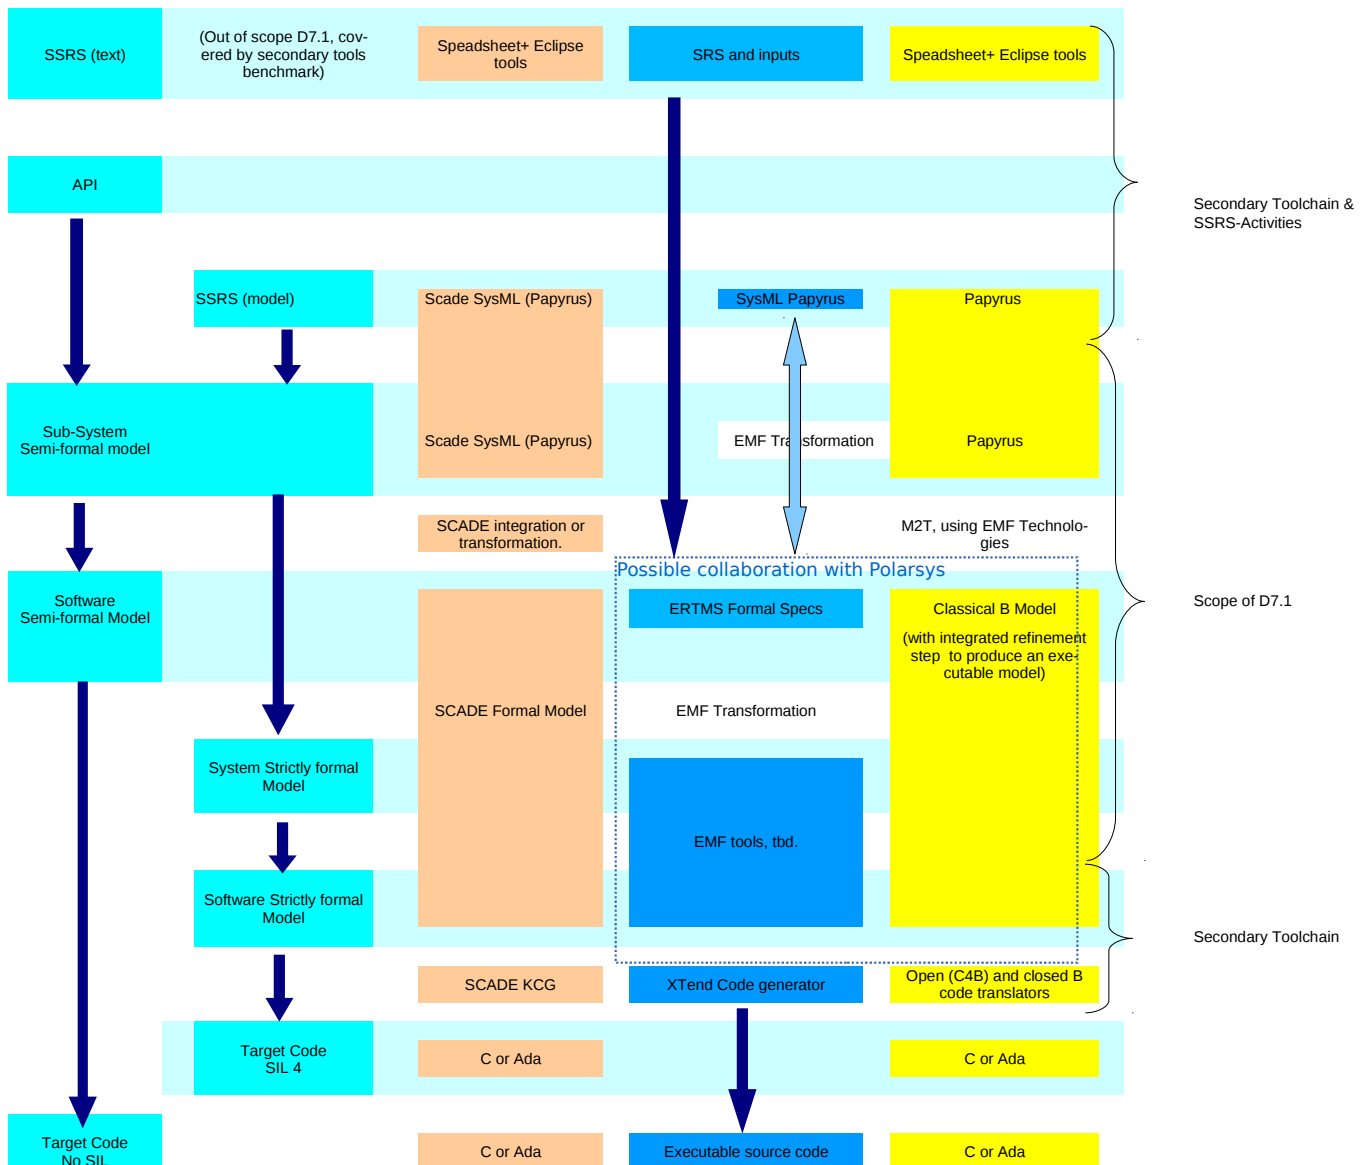 SSRS (text)
(Out of scope D7.1, cov-
ered by secondary tools
benchmark)
Speadsheet+ Eclipse
tools
SRS and inputs
Speadsheet+ Eclipse tools
API
Secondary Toolchain &
SSRS-Activities
SSRS (model)
Scade SysML (Papyrus)
SysML Papyrus
Papyrus
Sub-System
Semi-formal model
Scade SysML (Papyrus)
EMF Transformation
Papyrus
SCADE integration or
transformation.
M2T, using EMF Technolo-
gies
Possible collaboration with Polarsys
Software
Semi-formal Model
ERTMS Formal Specs
Classical B Model
(with integrated refinement
step  to produce an exe-
cutable model)
Scope of D7.1
SCADE Formal Model
EMF Transformation
System Strictly formal
Model
EMF tools, tbd.
Software Strictly formal
Model
Secondary Toolchain
SCADE KCG
XTend Code generator
Open (C4B) and closed B
code translators
Target Code
SIL 4
C or Ada
C or Ada
Target Code
No SIL
C or Ada
Executable source code
C or Ada